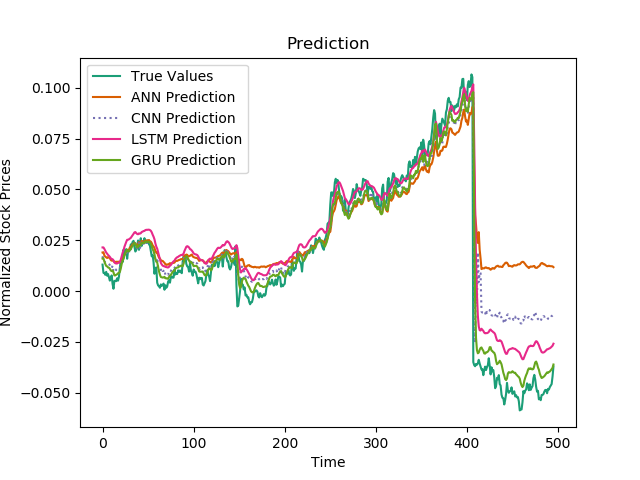 Prediction
True Values
ANN Prediction
CNN Prediction
LSTM Prediction
GRU Prediction
0.100
0.075
0.050
0.025
0.000
−0.025
−0.050
Normalized Stock Prices
0 100 200 300 400 500
Time